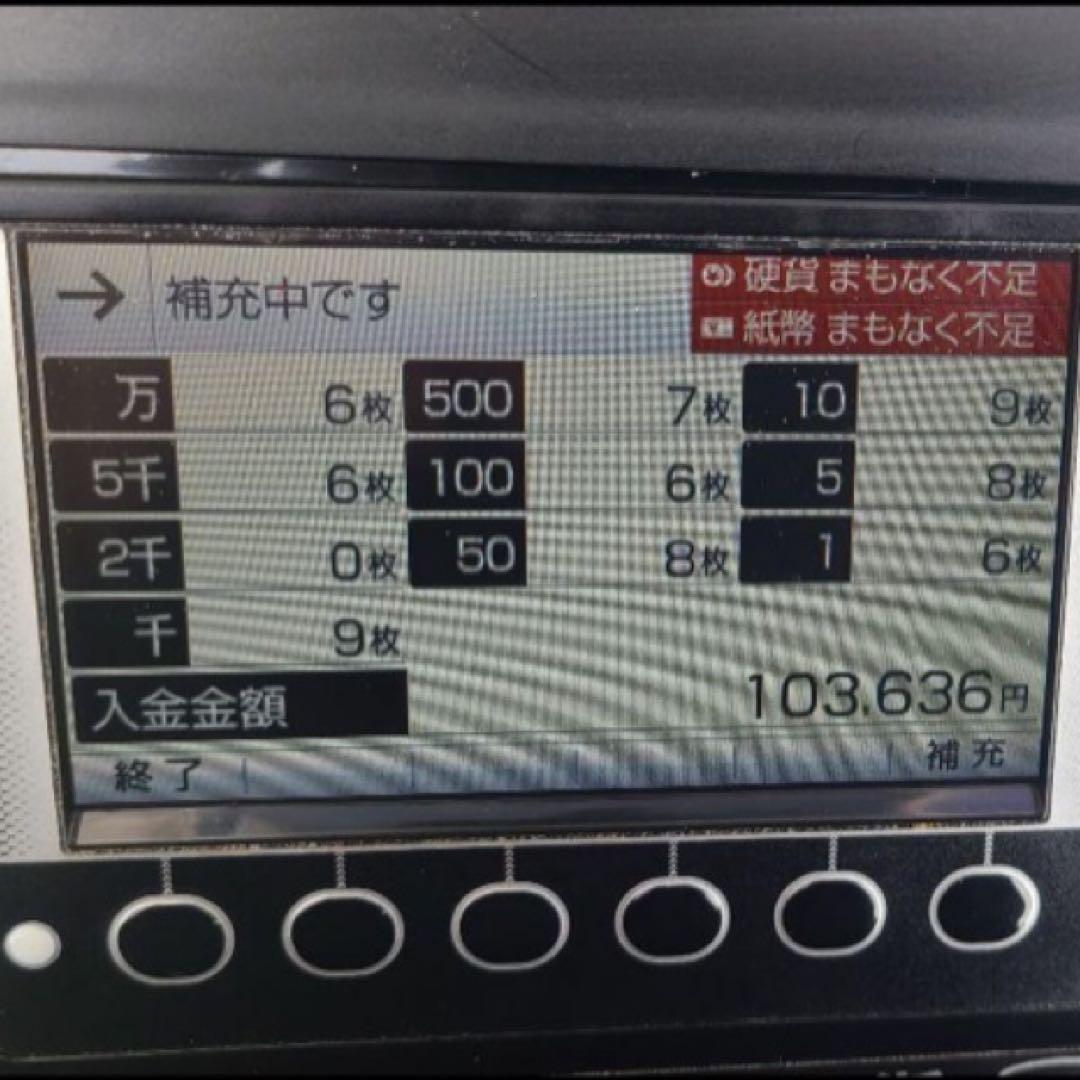 → 補充中です
硬貨 まもなく不足
紙幣 まもなく不足
万 6枚 500 7枚 10 9枚
5千 6枚 100 6枚 5 8枚
2千 0枚 50 8枚 1 6枚
千 9枚
入金金額 103,636円
終了 補充